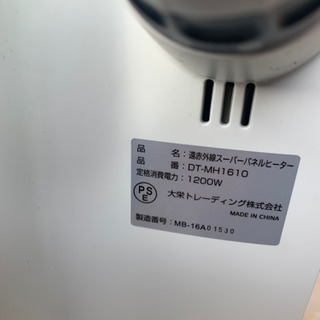 品 名：遠赤外線スーパーパネルヒーター
品 番：DT-MH1610
定格消費電力：1200W
PSE 大栄トレーディング株式会社
MADE IN CHINA
製造番号：MB-16A01530